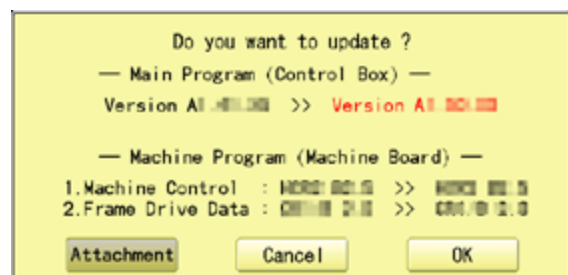 Do you want to update ?
— Main Program (Control Box) —
Version >> Version
— Machine Program (Machine Board) —
1.Machine Control : >>
2.Frame Drive Data : >>
Attachment Cancel OK